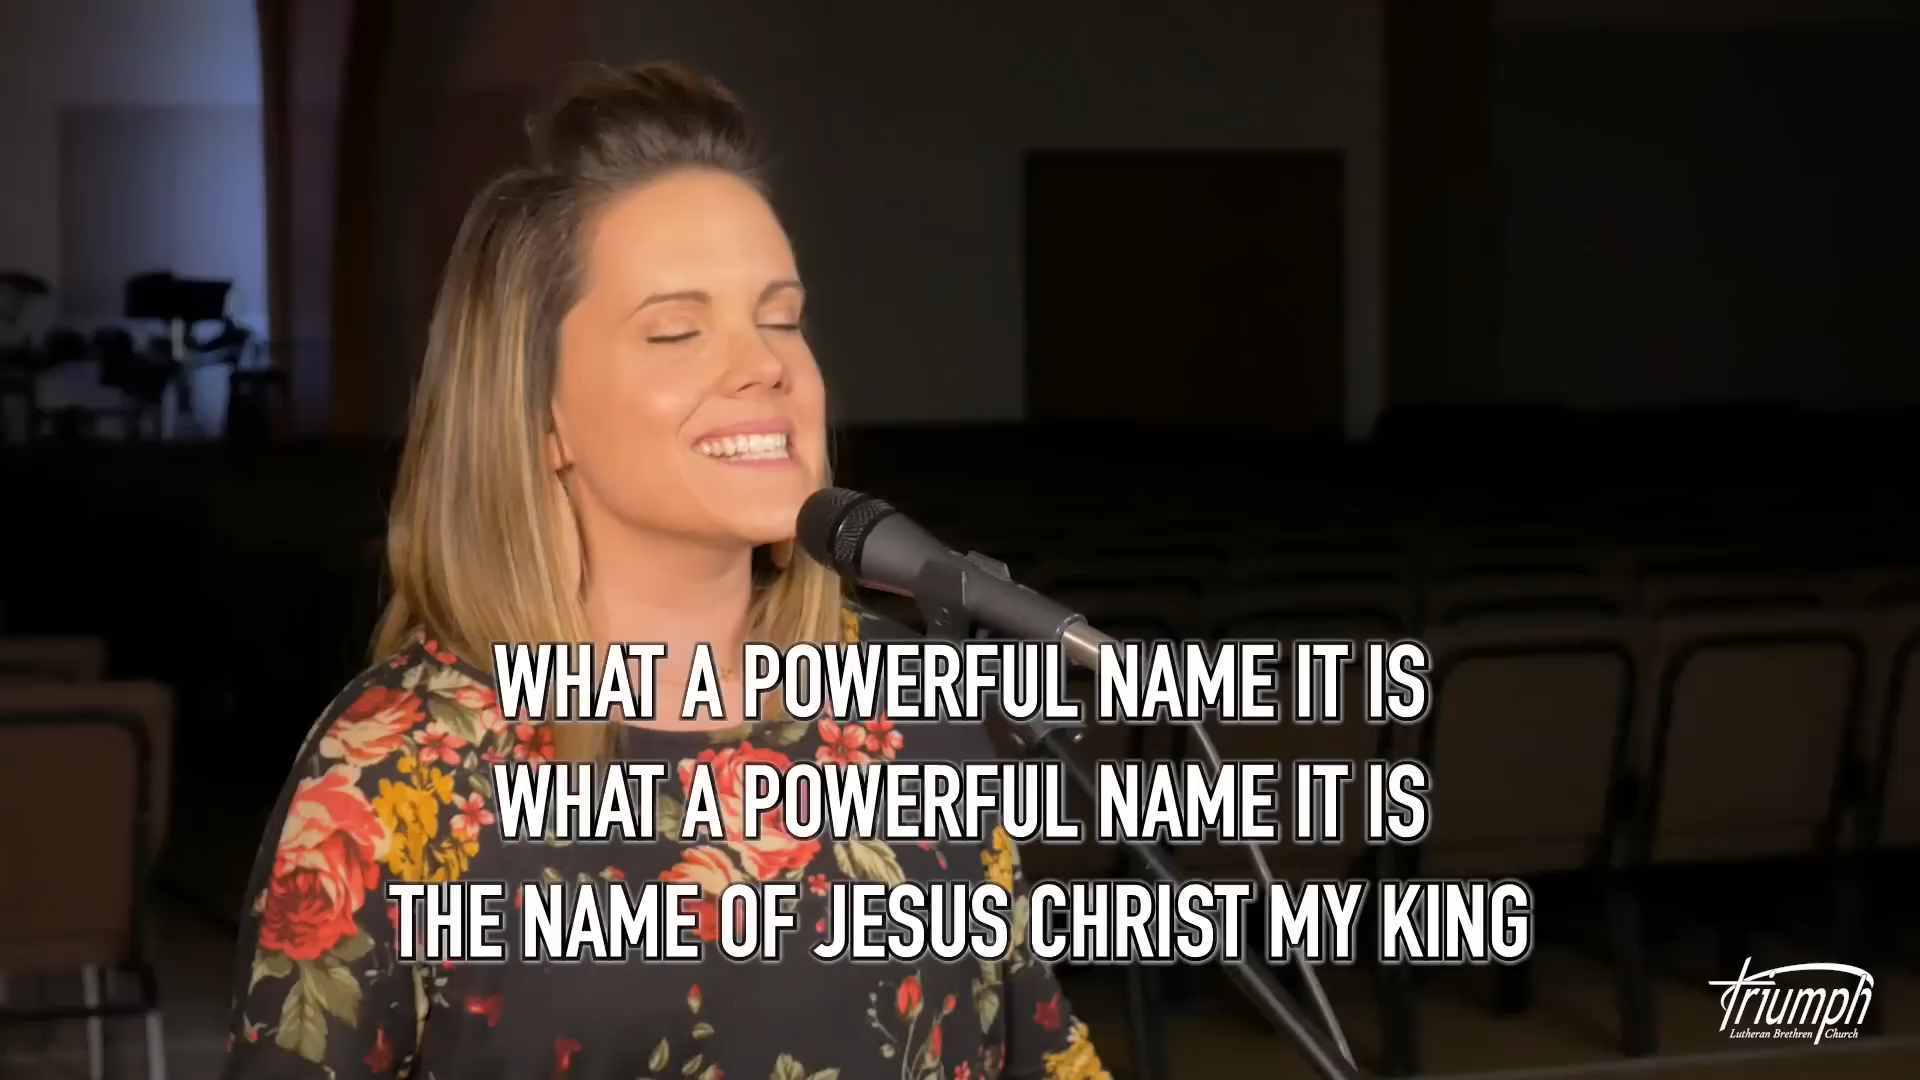 WHAT A POWERFUL NAME IT IS
WHAT A POWERFUL NAME IT IS
THE NAME OF JESUS CHRIST MY KING
Triumph
Lutheran Brethren Church